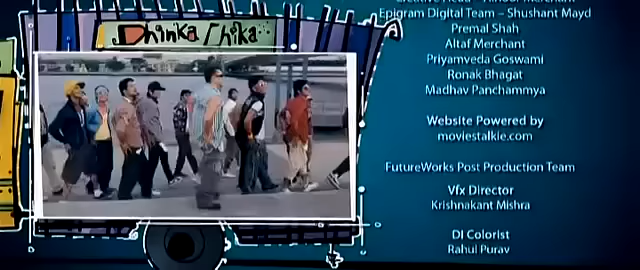 Dhinka Chika
Epigram Digital Team – Shushant Mayd
Premal Shah
Altaf Merchant
Priyamveda Goswami
Ronak Bhagat
Madhav Panchammya
Website Powered by
moviestalkie.com
FutureWorks Post Production Team
Vfx Director
Krishnakant Mishra
DI Colorist
Rahul Purav